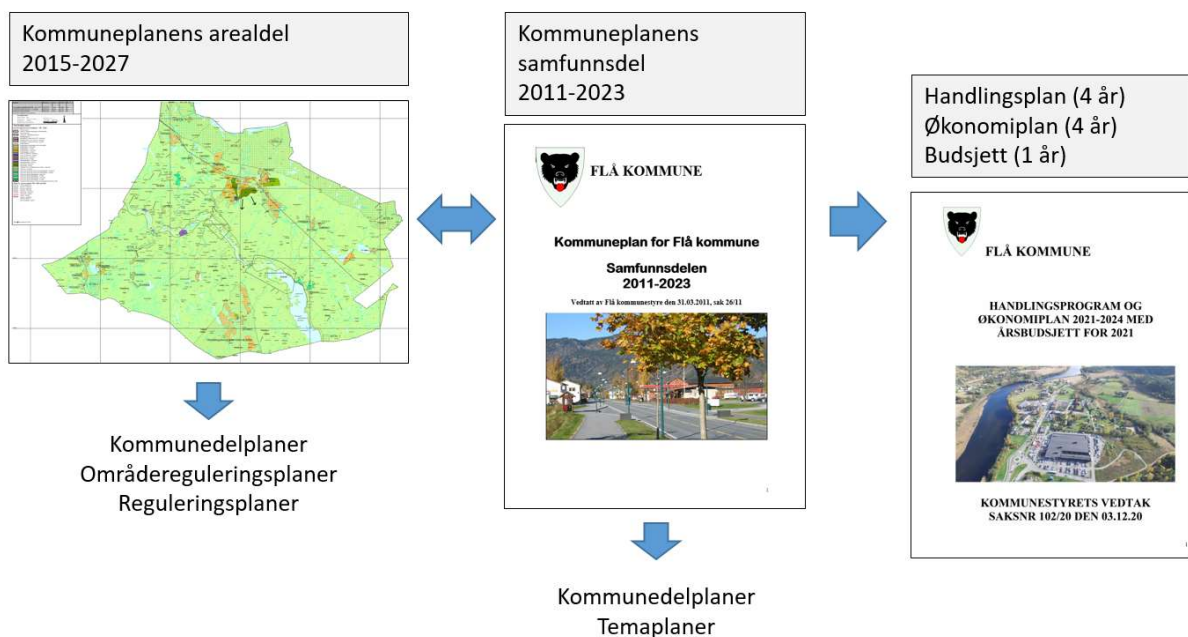 Kommuneplanens arealdel
2015-2027
Kommunedelplaner
Områdereguleringsplaner
Reguleringsplaner
Kommuneplanens
samfunnsdel
2011-2023
FLÅ KOMMUNE
Kommuneplan for Flå kommune
Samfunnsdelen
2011-2023
Vedtatt av Flå kommunestyre den 31.03.2011, sak 26/11
1
Kommunedelplaner
Temaplaner
Handlingsplan (4 år)
Økonomiplan (4 år)
Budsjett (1 år)
FLÅ KOMMUNE
HANDLINGSPROGRAM OG
ØKONOMIPLAN 2021-2024 MED
ÅRSBUDSJETT FOR 2021
KOMMUNESTYRETS VEDTAK
SAKSNR 102/20 DEN 03.12.20